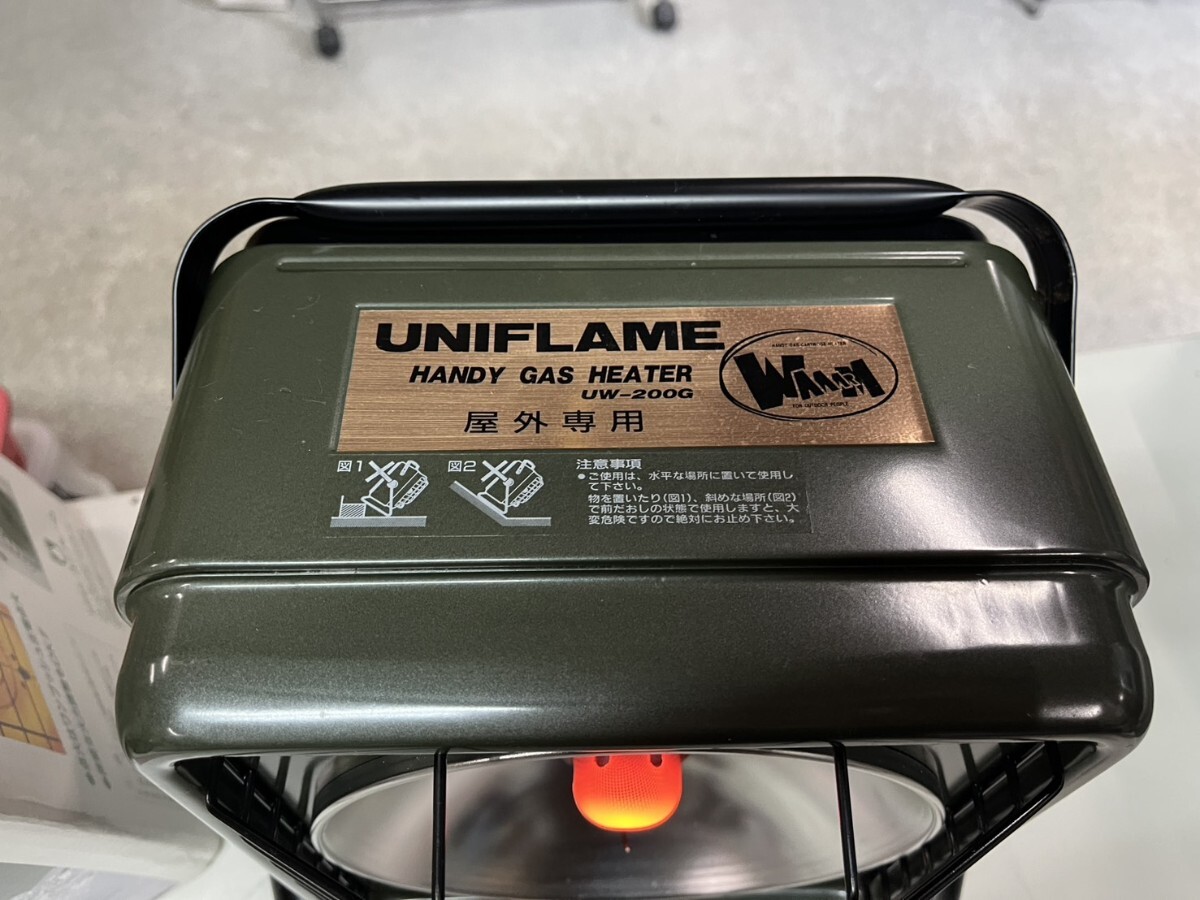 UNIFLAME
HANDY GAS HEATER
UW-200G
屋外専用
WAAARM
FOR OUTDOOR PEOPLE
図1
図2
注意事項
●ご使用は、水平な場所に置いて使用し
て下さい。
物を置いたり(図1)、斜めな場所(図2)
で前だおしの状態で使用しますと、大
変危険ですので絶対にお止め下さい。